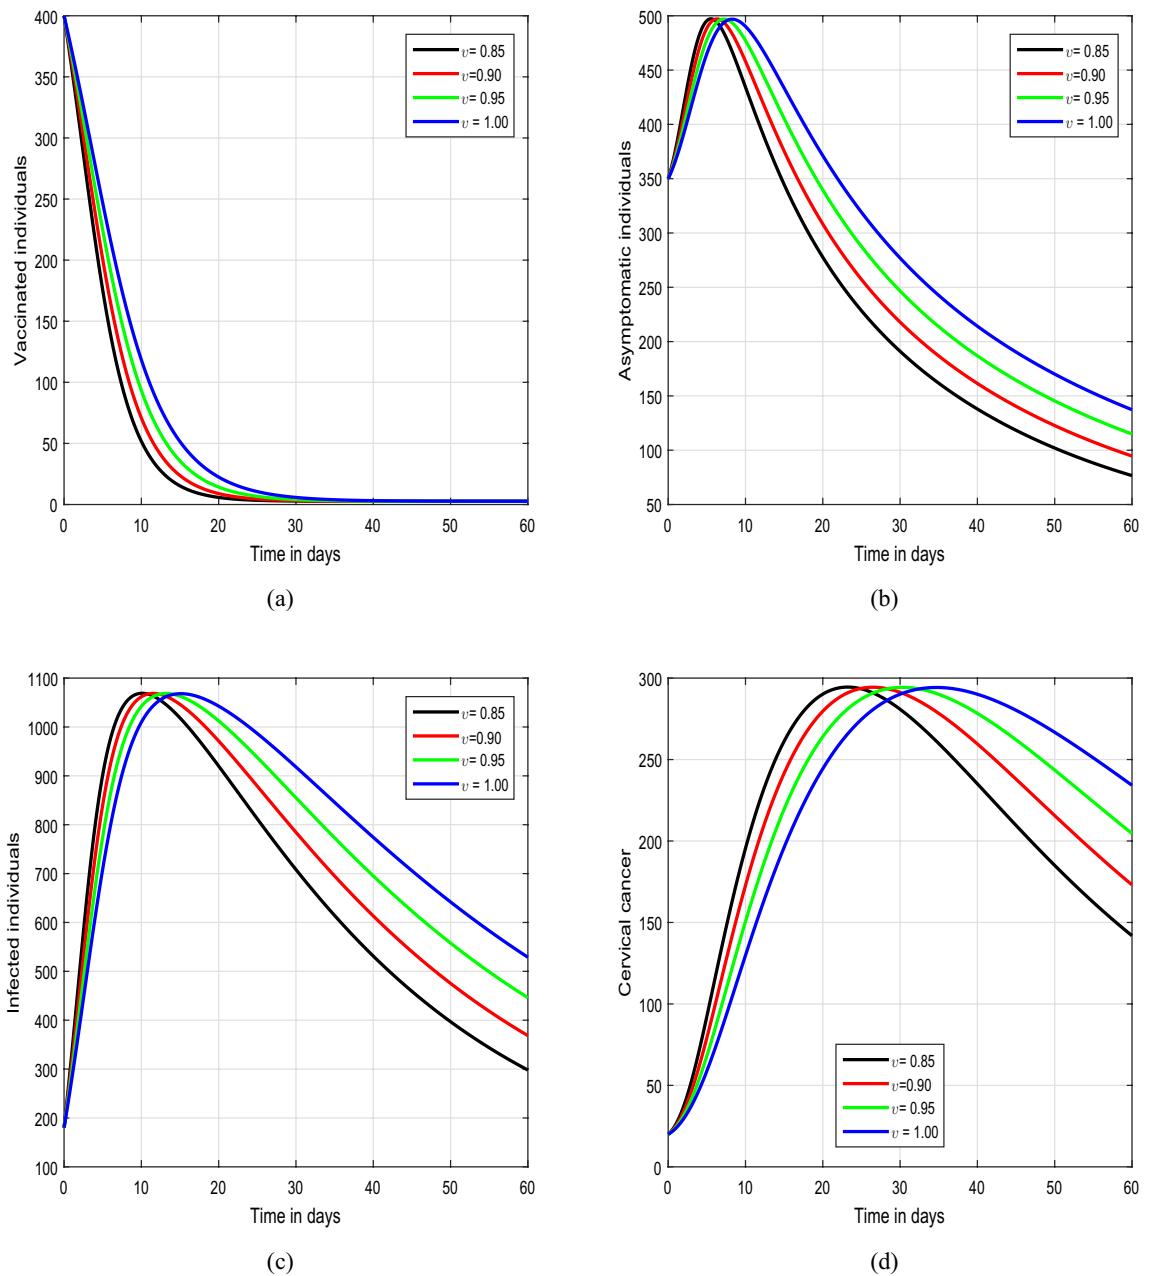 400
350
300
250
200
150
100
50
0
0 10 20 30 40 50 60
Vaccinated individuals
Time in days
υ= 0.85
υ=0.90
υ= 0.95
υ = 1.00
(a)
500
450
400
350
300
250
200
150
100
50
0 10 20 30 40 50 60
Asymptomatic individuals
Time in days
υ= 0.85
υ=0.90
υ= 0.95
υ = 1.00
(b)
1100
1000
900
800
700
600
500
400
300
200
100
0 10 20 30 40 50 60
Infected individuals
Time in days
υ= 0.85
υ=0.90
υ= 0.95
υ = 1.00
(c)
300
250
200
150
100
50
0
0 10 20 30 40 50 60
Cervical cancer
Time in days
υ= 0.85
υ=0.90
υ= 0.95
υ = 1.00
(d)